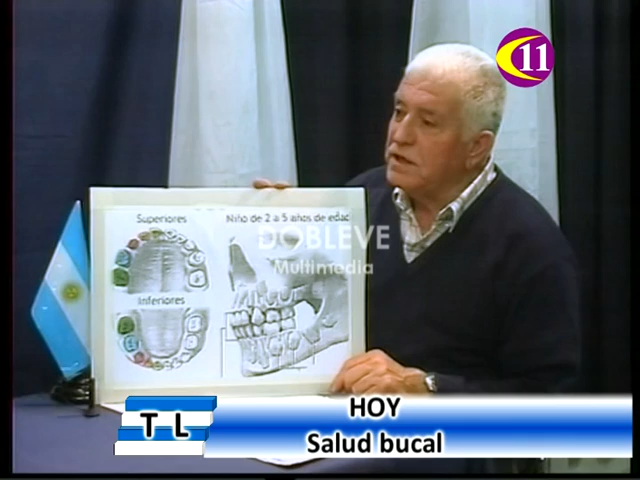 11
Superiores
Niño de 2 a 5 años de edad
DOBLEVE
Multimedia
Inferiores
T L
HOY
Salud bucal